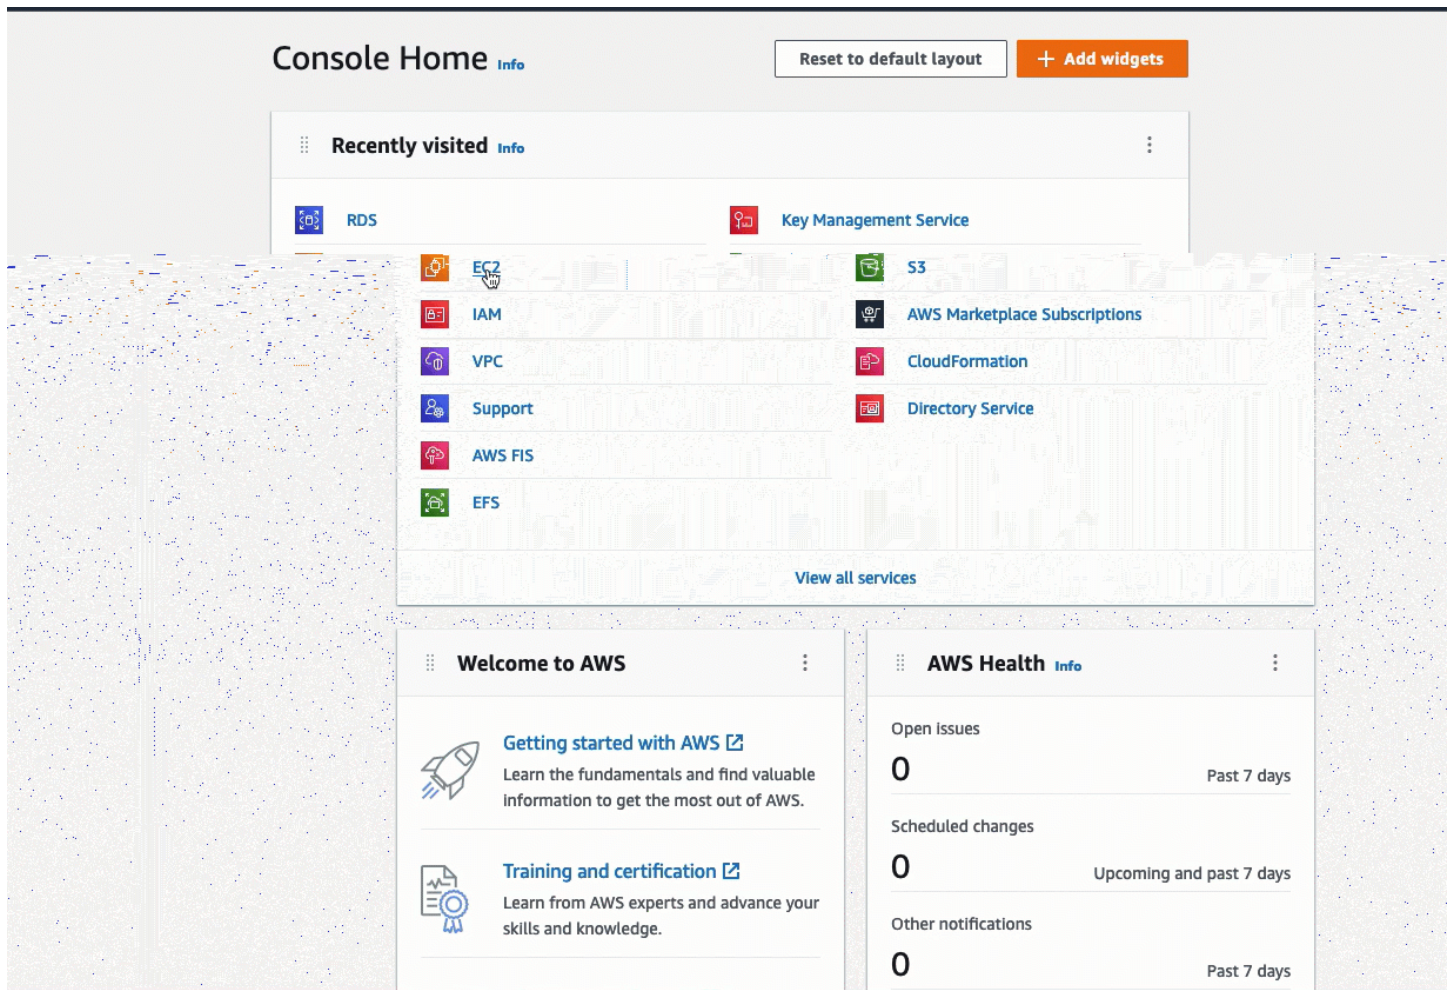 Console Home Info
Reset to default layout
+ Add widgets
Recently visited Info
RDS
Key Management Service
EC2
S3
IAM
AWS Marketplace Subscriptions
VPC
CloudFormation
Support
Directory Service
AWS FIS
EFS
View all services
Welcome to AWS
Getting started with AWS
Learn the fundamentals and find valuable
information to get the most out of AWS.
Training and certification
Learn from AWS experts and advance your
skills and knowledge.
AWS Health Info
Open issues
0
Past 7 days
Scheduled changes
0
Upcoming and past 7 days
Other notifications
0
Past 7 days